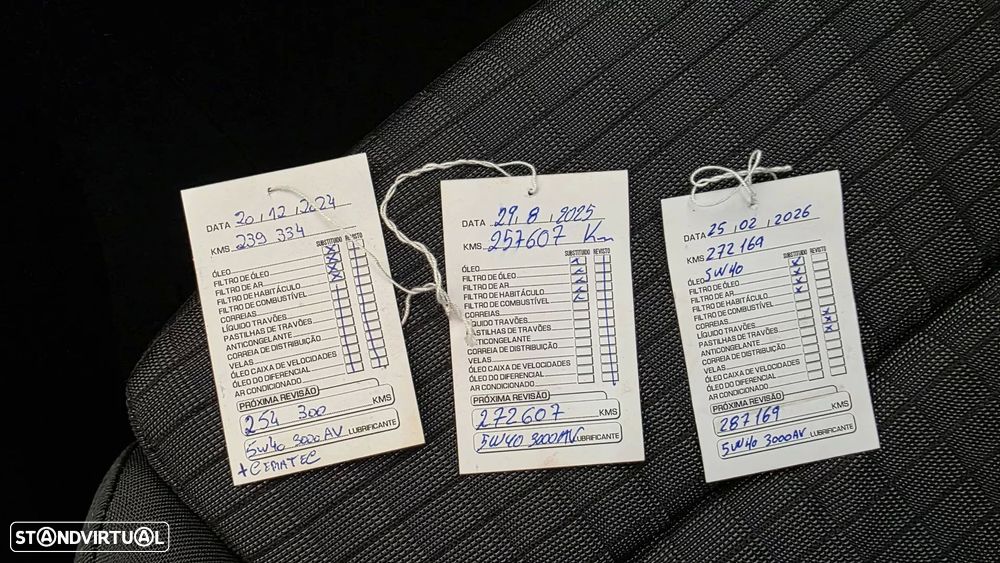 DATA 20, 12, 2024
KMS 239 334
SUBSTITUIDO REVISTO
ÓLEO
FILTRO DE ÓLEO
FILTRO DE AR
FILTRO DE HABITÁCULO
FILTRO DE COMBUSTÍVEL
CORREIAS
LÍQUIDO TRAVÕES
PASTILHAS DE TRAVÕES
ANTICONGELANTE
CORREIA DE DISTRIBUIÇÃO
VELAS
ÓLEO CAIXA DE VELOCIDADES
ÓLEO DO DIFERENCIAL
AR CONDICIONADO
PRÓXIMA REVISÃO
254 300 KMS
5W40 3000AV LUBRIFICANTE
+ CERATEC
DATA 29, 8, 2025
KMS 257607 Km
SUBSTITUIDO REVISTO
ÓLEO
FILTRO DE ÓLEO
FILTRO DE AR
FILTRO DE HABITÁCULO
FILTRO DE COMBUSTÍVEL
CORREIAS
LÍQUIDO TRAVÕES
PASTILHAS DE TRAVÕES
ANTICONGELANTE
CORREIA DE DISTRIBUIÇÃO
VELAS
ÓLEO CAIXA DE VELOCIDADES
ÓLEO DO DIFERENCIAL
AR CONDICIONADO
PRÓXIMA REVISÃO
272607 KMS
5W40 3000AV LUBRIFICANTE
DATA 25, 02, 2026
KMS 272 169
SUBSTITUIDO REVISTO
ÓLEO 5W40
FILTRO DE ÓLEO
FILTRO DE AR
FILTRO DE HABITÁCULO
FILTRO DE COMBUSTÍVEL
CORREIAS
LÍQUIDO TRAVÕES
PASTILHAS DE TRAVÕES
ANTICONGELANTE
CORREIA DE DISTRIBUIÇÃO
VELAS
ÓLEO CAIXA DE VELOCIDADES
ÓLEO DO DIFERENCIAL
AR CONDICIONADO
PRÓXIMA REVISÃO
287169 KMS
5W40 3000AV LUBRIFICANTE
STANDVIRTUAL